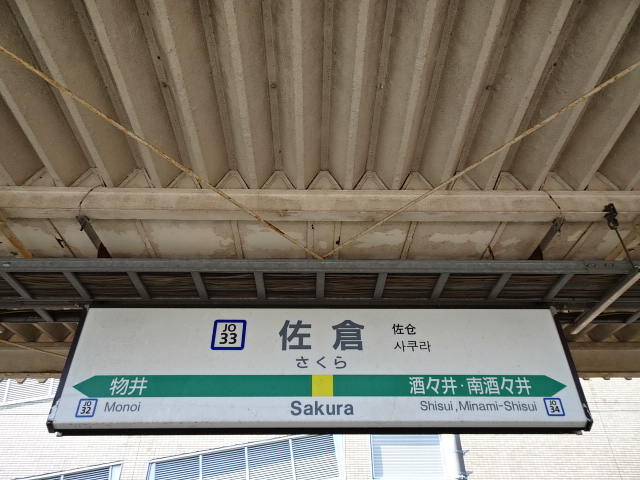 JO
33
佐倉
佐仓
사쿠라
さくら
物井
酒々井・南酒々井
JO
32
Monoi
Sakura
Shisui, Minami-Shisui
JO
34